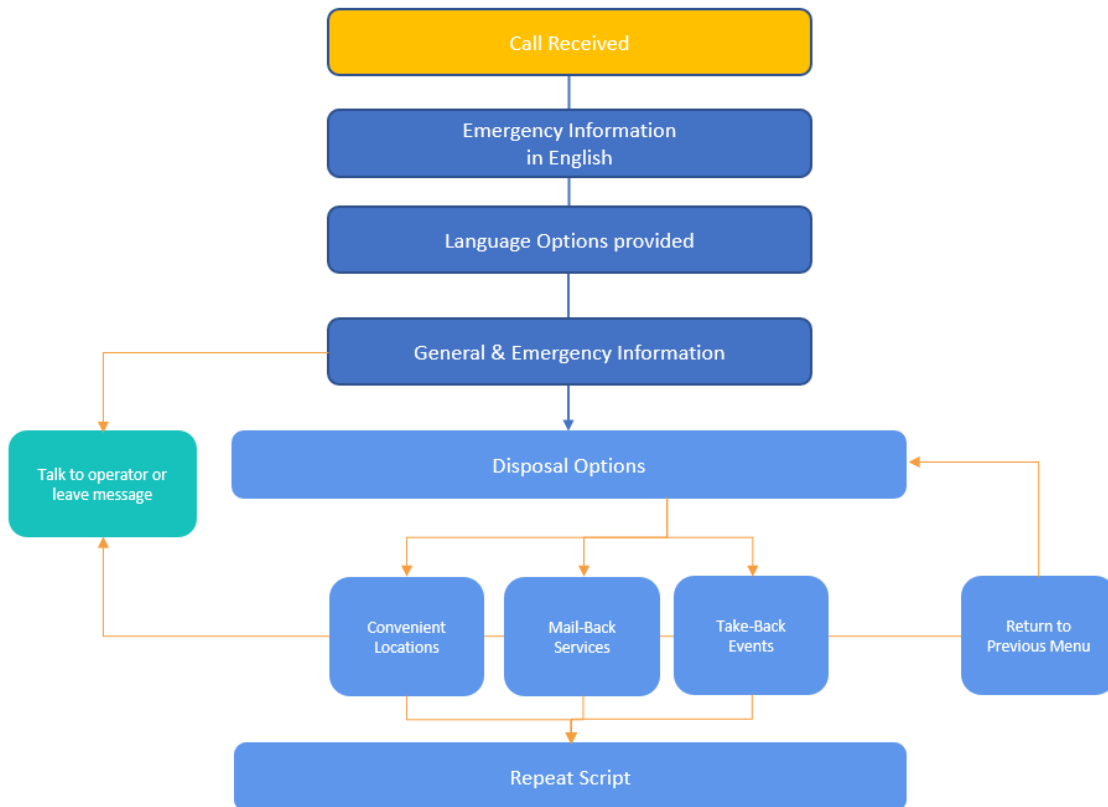 Call Received
Emergency Information
in English
Language Options provided
General & Emergency Information
Talk to operator or
leave message
Disposal Options
Convenient
Locations
Mail-Back
Services
Take-Back
Events
Return to
Previous Menu
Repeat Script